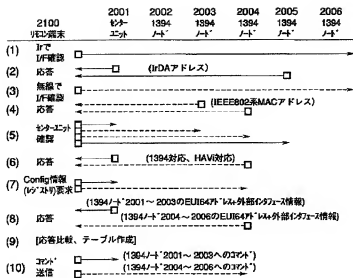 2100 2001 2002 2003 2004 2005 2006
リモコン端末 センター 1394 1394 1394 1394 1394
ユニット ノード ノード ノード ノード ノード
(1) Irで
I/F確認
(2) 応答 (IrDAアドレス)
(3) 無線で
I/F確認
(IEEE802系MACアドレス)
(4) 応答
(5) センターユニット
確認
(6) 応答 (1394対応、HAVi対応)
(7) Config情報
(レジストリ)要求
(1394ノード2001~2003のEUI64アドレス+外部インタフェース情報)
(8) 応答 (1394ノード2004~2006のEUI64アドレス+外部インタフェース情報)
(9) [応答比較、テーブル作成]
(10) コマンド (1394ノード2001~2003へのコマンド)
送信 (1394ノード2004~2006へのコマンド)